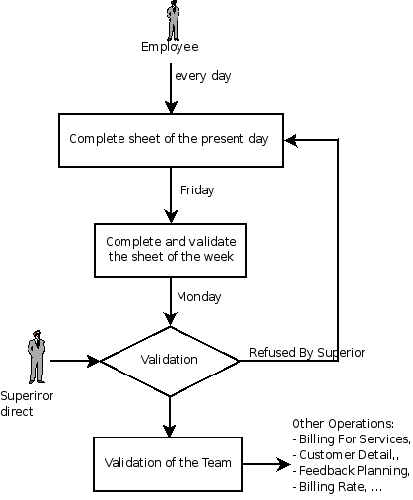 Employee
every day
Complete sheet of the present day
Friday
Complete and validate
the sheet of the week
Monday
Validation
Refused By Superior
Superiror
direct
Validation of the Team
Other Operations:
- Billing For Services,
- Customer Detail,,
- Feedback Planning,
- Billing Rate, ...